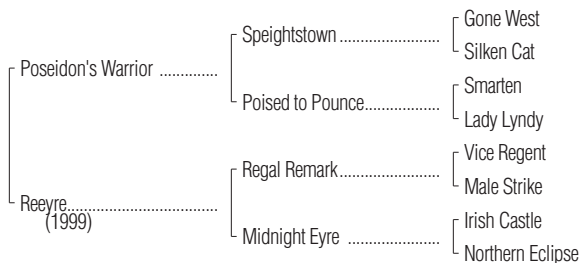 Gone West
Speightstown ........................
Silken Cat
Poseidon's Warrior ..............
Smarten
Poised to Pounce..................
Lady Lyndy
Vice Regent
Regal Remark........................
Male Strike
Reeyre.....................................
(1999)
Irish Castle
Midnight Eyre ......................
Northern Eclipse